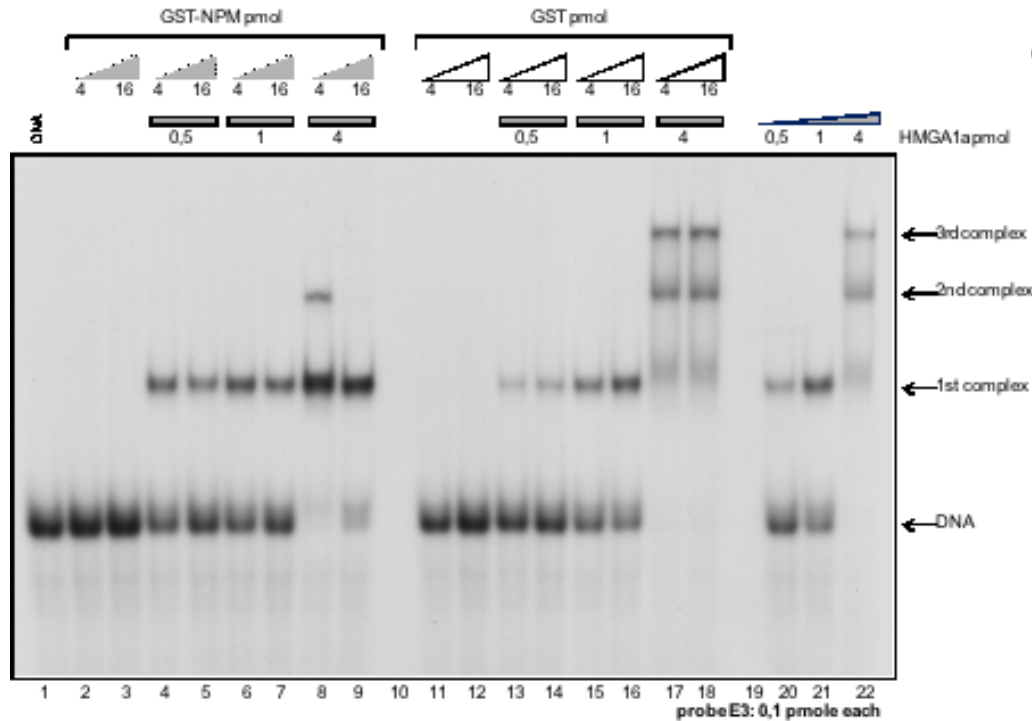 GST-NPM pmol GST pmol
4 16 4 16 4 16 4 16 4 16 4 16 4 16 4 16
DNA 0,5 1 4 0,5 1 4 0,5 1 4 HMGA1a pmol
3rd complex
2nd complex
1st complex
DNA
1 2 3 4 5 6 7 8 9 10 11 12 13 14 15 16 17 18 19 20 21 22
probe E3: 0,1 pmole each